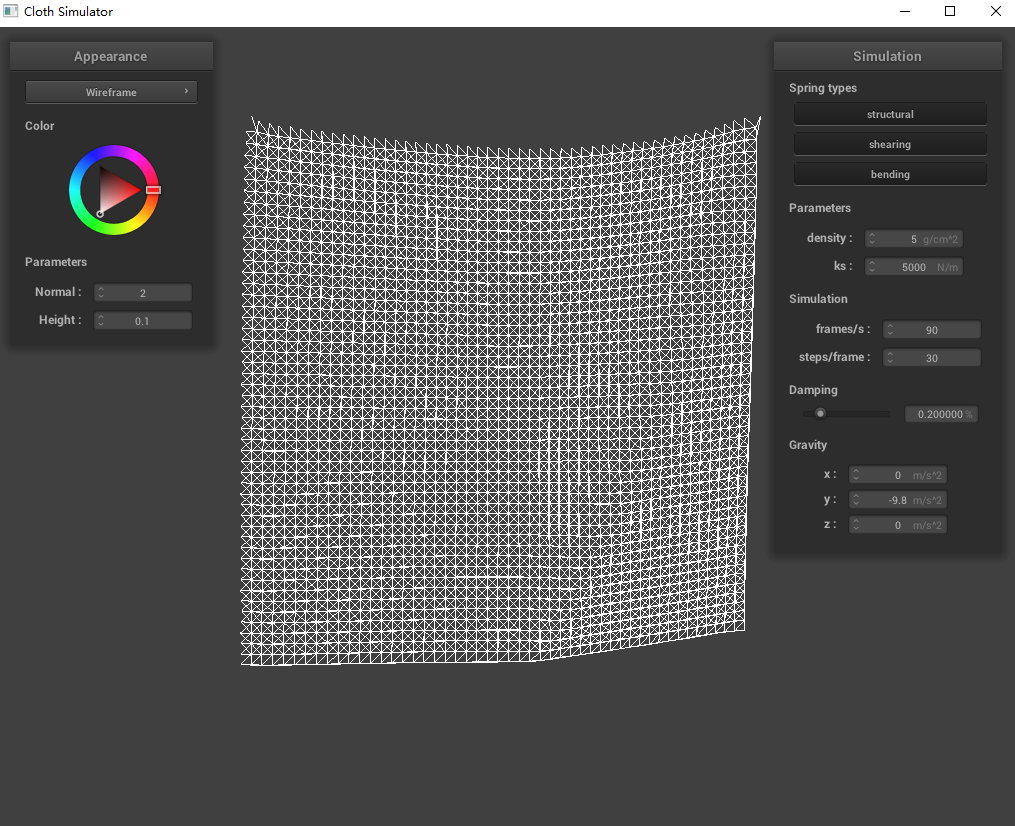 Cloth Simulator
Appearance
Wireframe
Color
Parameters
Normal : 2
Height : 0.1
Simulation
Spring types
structural
shearing
bending
Parameters
density : 5 g/cm^2
ks : 5000 N/m
Simulation
frames/s : 90
steps/frame : 30
Damping
0.200000 %
Gravity
x : 0 m/s^2
y : -9.8 m/s^2
z : 0 m/s^2